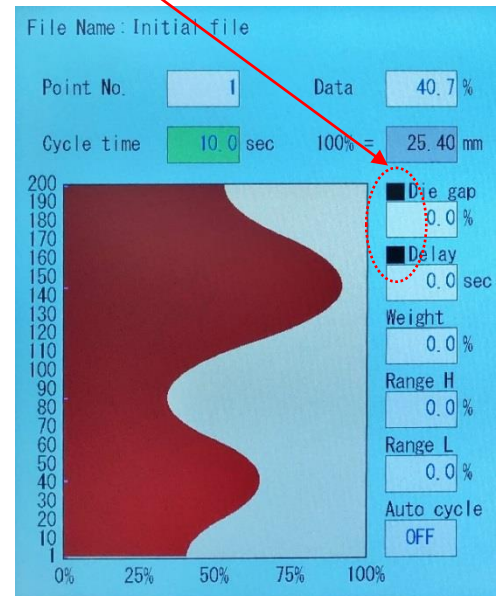 File Name:Initial file
Point No. 1 Data 40.7 %
Cycle time 10.0 sec 100% = 25.40 mm
200
190
180
170
160
150
140
130
120
110
100
90
80
70
60
50
40
30
20
10
1
0% 25% 50% 75% 100%
Die gap
0.0 %
Delay
0.0 sec
Weight
0.0 %
Range H
0.0 %
Range L
0.0 %
Auto cycle
OFF